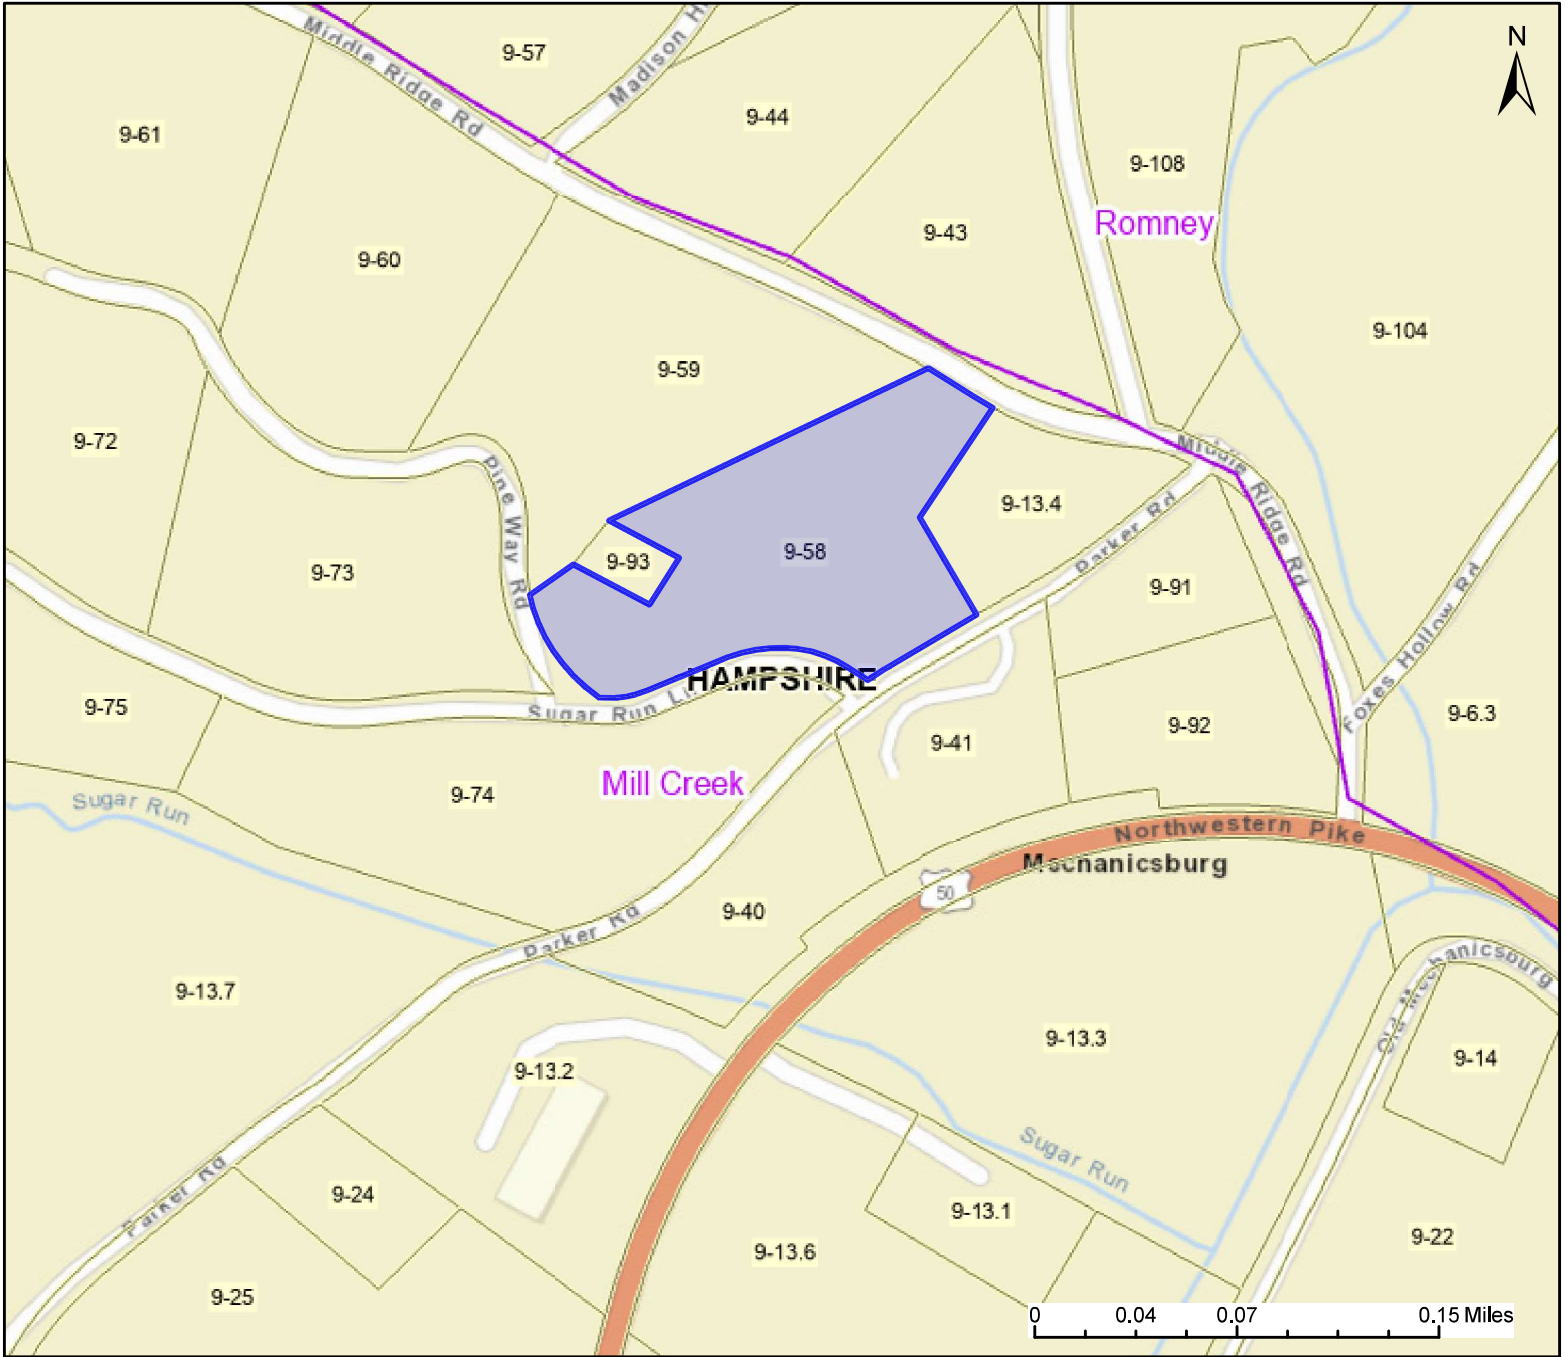 Middle Ridge Rd
9-57
Madison H
N
9-61
9-44
9-108
Romney
9-43
9-60
9-104
9-59
9-72
Middle Ridge Rd
Pine Way Rd
9-13.4
Parker Rd
9-58
9-93
9-73
9-91
Foxes Hollow Rd
HAMPSHIRE
9-75
Sugar Run
9-6.3
9-92
9-41
Mill Creek
9-74
Sugar Run
Northwestern Pike
Mechanicsburg
50
9-40
Parker Rd
Old Mechanicsburg
9-13.7
9-13.3
9-14
9-13.2
Sugar Run
Parker Rd
9-24
9-13.1
9-22
9-13.6
9-25
0 0.04 0.07 0.15 Miles